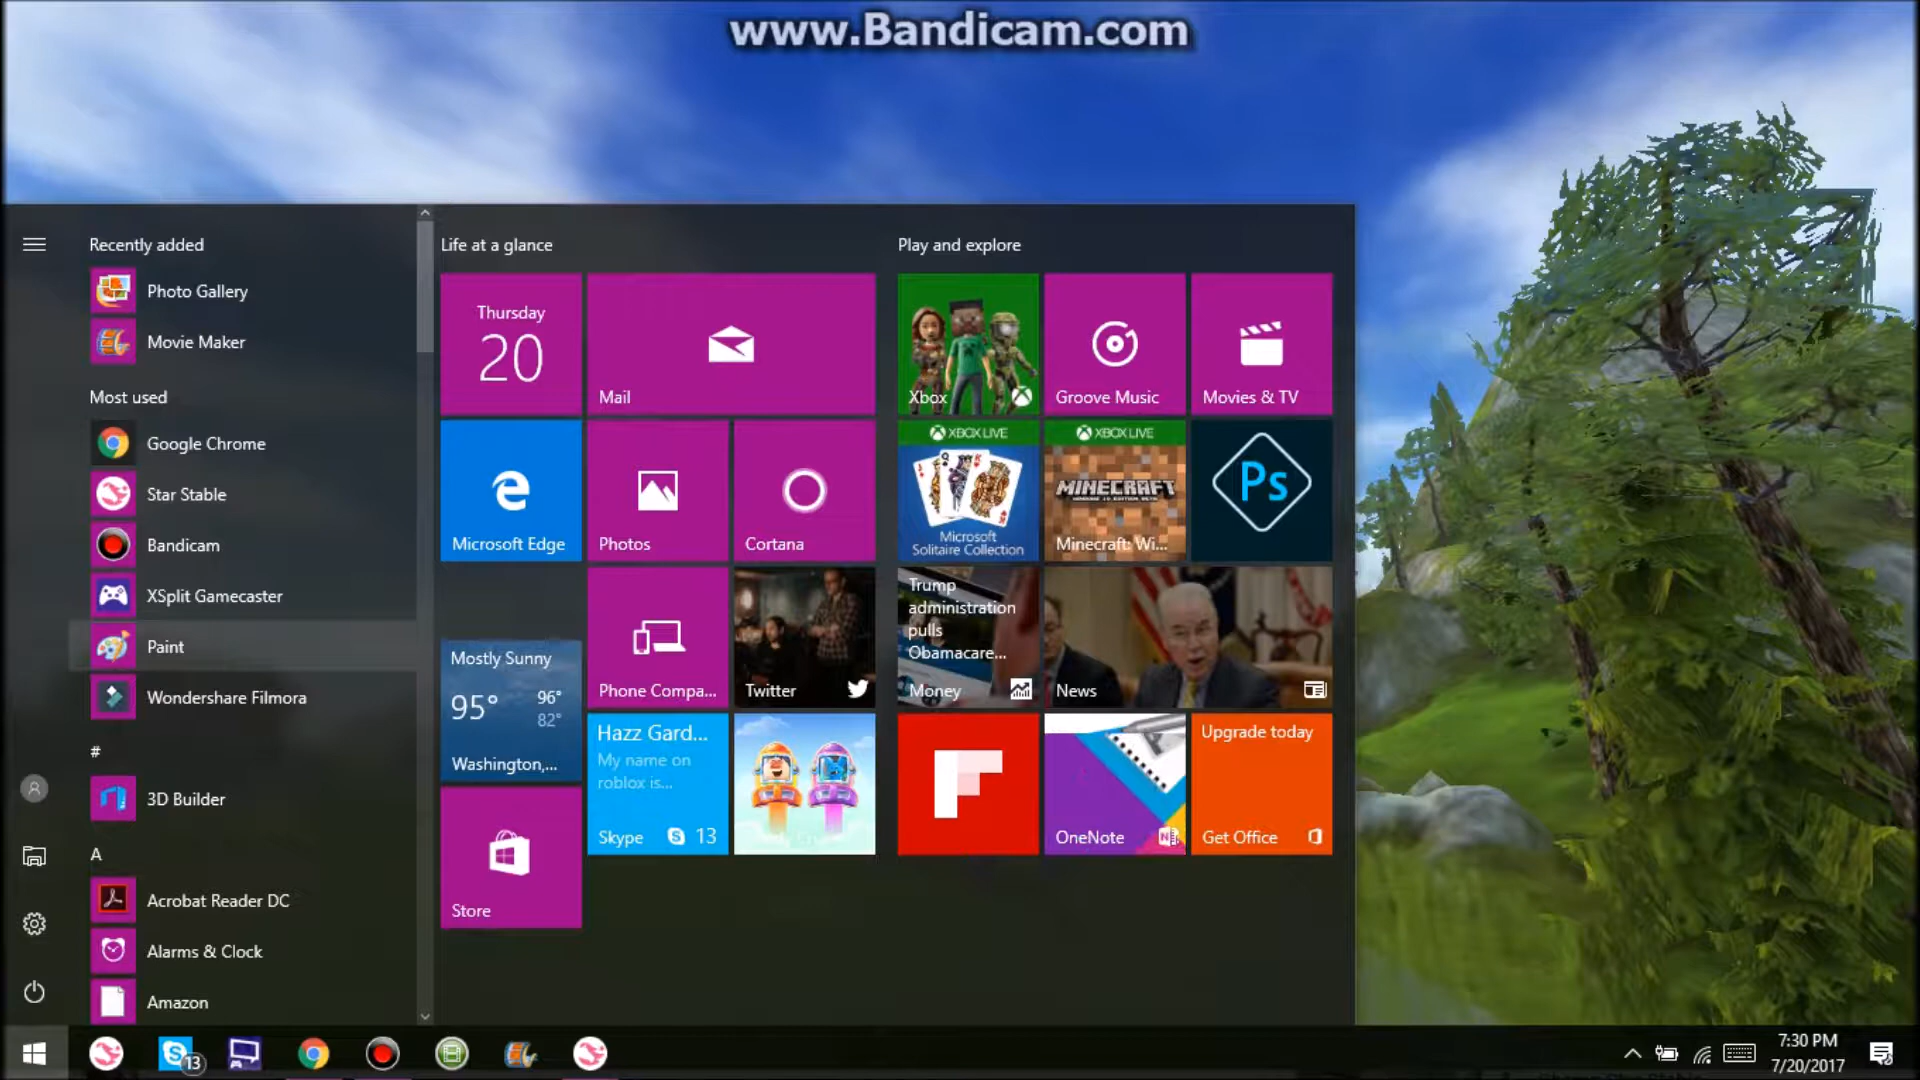 www.Bandicam.com
Recently added
Photo Gallery
Movie Maker
Most used
Google Chrome
Star Stable
Bandicam
XSplit Gamecaster
Paint
Wondershare Filmora
#
3D Builder
A
Acrobat Reader DC
Alarms & Clock
Amazon
Life at a glance
Thursday
20
Mail
Microsoft Edge
Photos
Cortana
Mostly Sunny
95°
96°
82°
Washington,...
Phone Compa...
Twitter
Hazz Gard...
My name on
roblox is...
Skype
13
Store
Play and explore
Xbox
Groove Music
Movies & TV
XBOX LIVE
Microsoft
Solitaire Collection
XBOX LIVE
MINECRAFT
Minecraft: Wi...
Ps
Trump
administration
pulls
Obamacare...
Money
News
OneNote
Upgrade today
Get Office
13
7:30 PM
7/20/2017